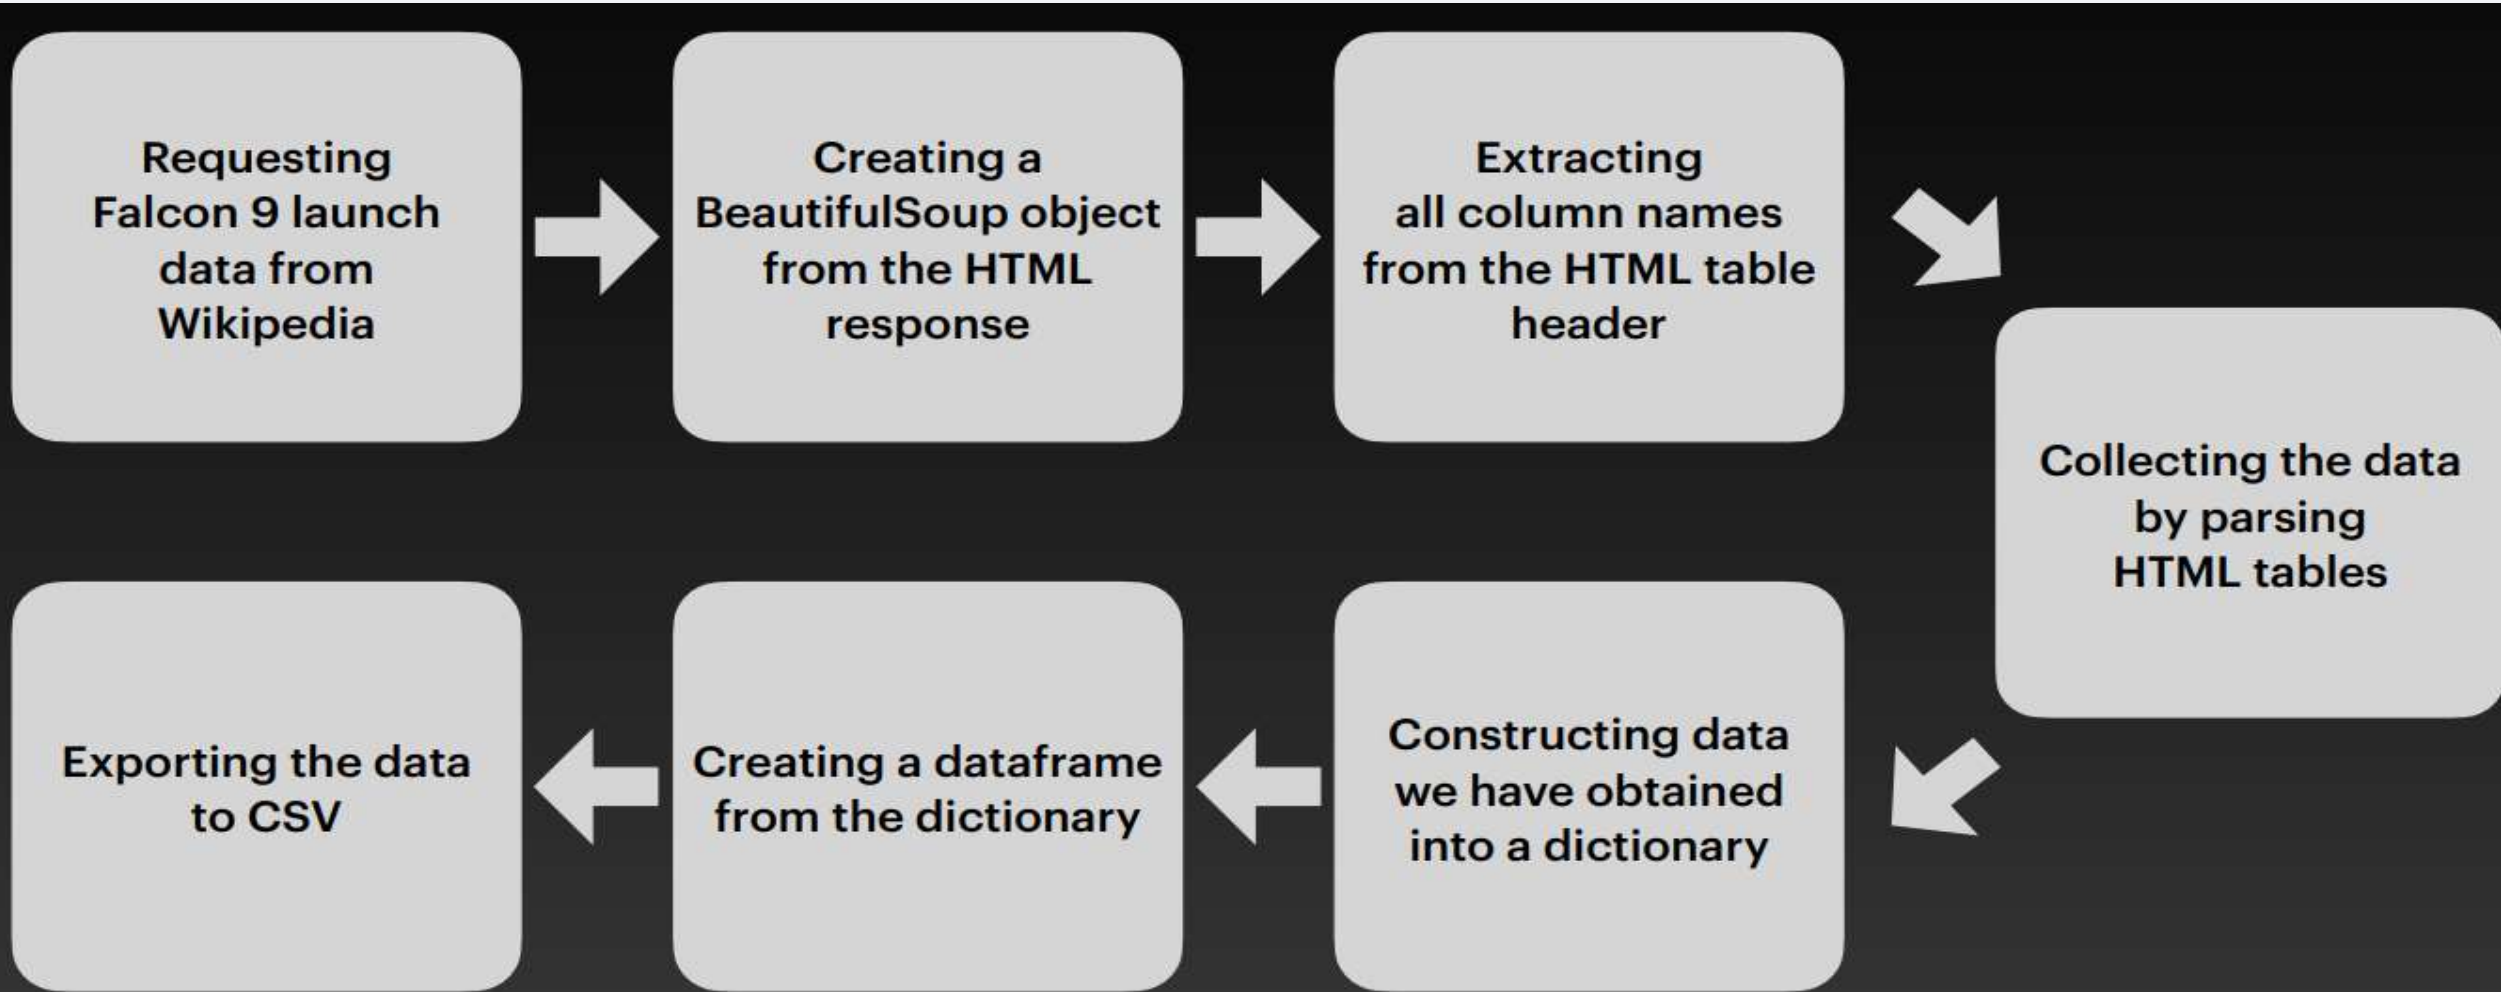 Requesting
Falcon 9 launch
data from
Wikipedia
Creating a
BeautifulSoup object
from the HTML
response
Extracting
all column names
from the HTML table
header
Collecting the data
by parsing
HTML tables
Constructing data
we have obtained
into a dictionary
Creating a dataframe
from the dictionary
Exporting the data
to CSV